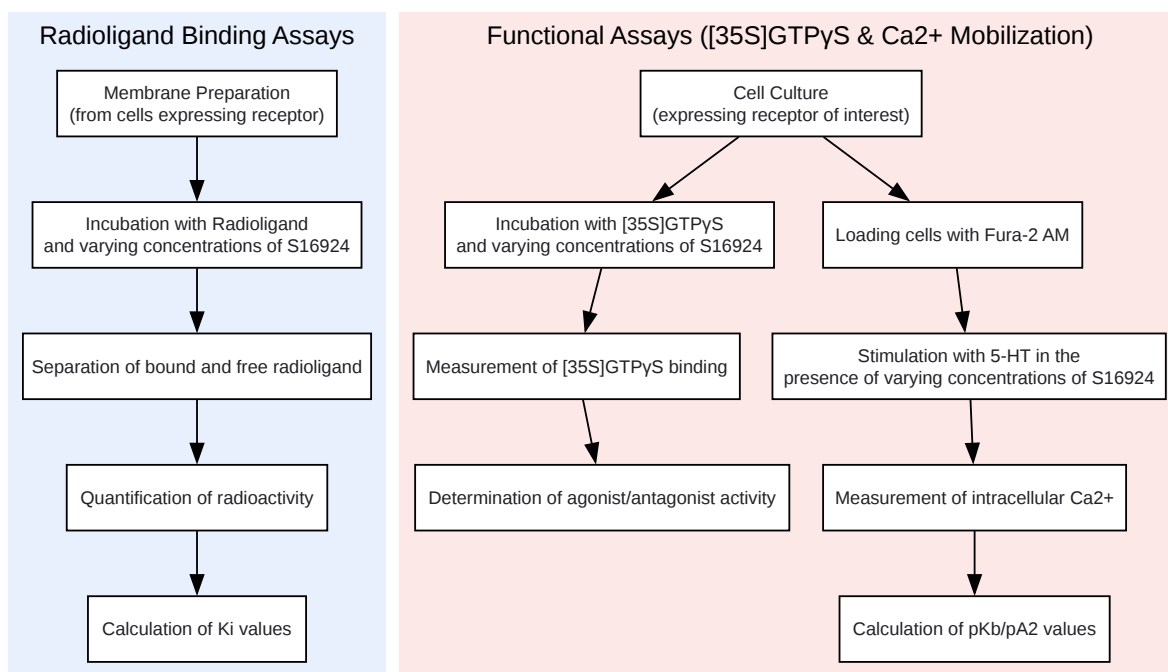 Radioligand Binding Assays
Membrane Preparation
(from cells expressing receptor)
Incubation with Radioligand
and varying concentrations of S16924
Separation of bound and free radioligand
Quantification of radioactivity
Calculation of Ki values
Functional Assays ([35S]GTPγS & Ca2+ Mobilization)
Cell Culture
(expressing receptor of interest)
Incubation with [35S]GTPγS
and varying concentrations of S16924
Measurement of [35S]GTPγS binding
Determination of agonist/antagonist activity
Loading cells with Fura-2 AM
Stimulation with 5-HT in the
presence of varying concentrations of S16924
Measurement of intracellular Ca2+
Calculation of pKb/pA2 values